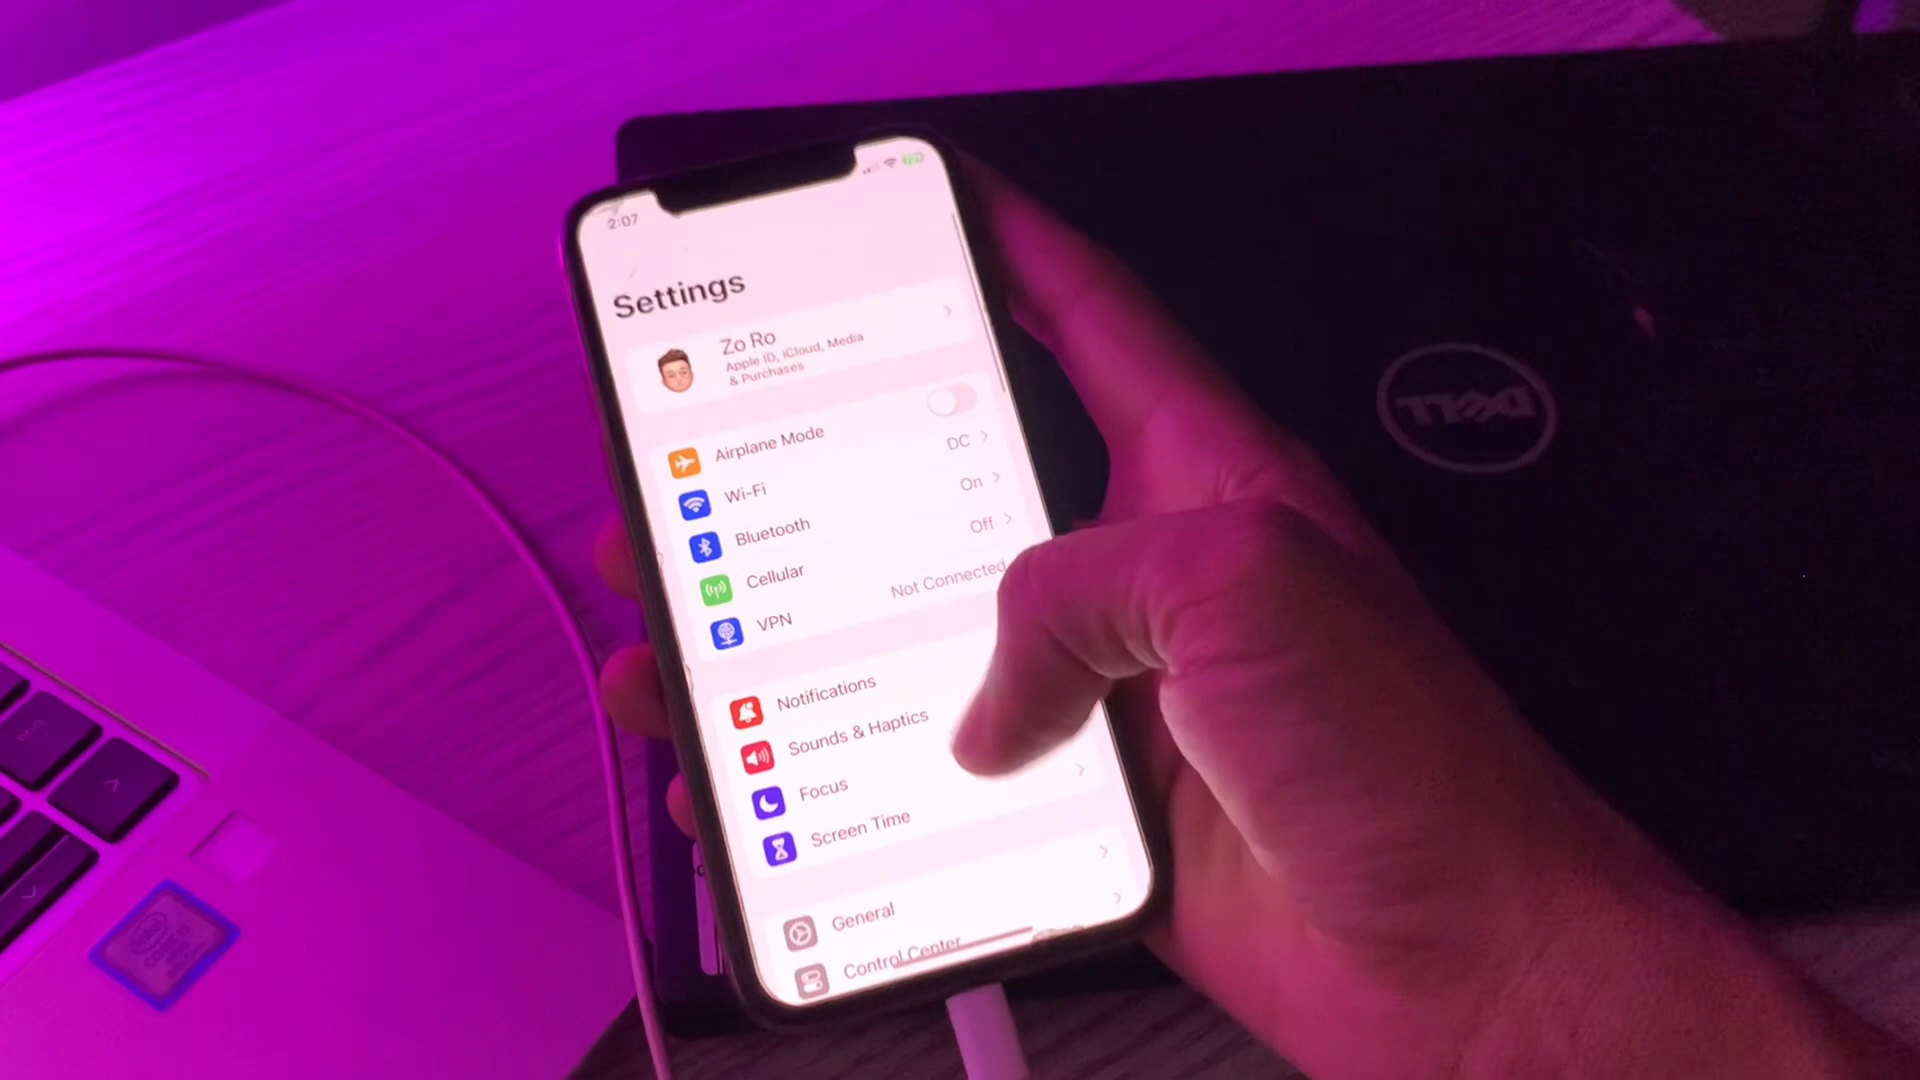 2:07
Settings
Zo Ro
Apple ID, iCloud, Media
& Purchases
Airplane Mode
Wi-Fi DC
Bluetooth On
Cellular Off
VPN Not Connected
Notifications
Sounds & Haptics
Focus
Screen Time
General
Control Center
DELL